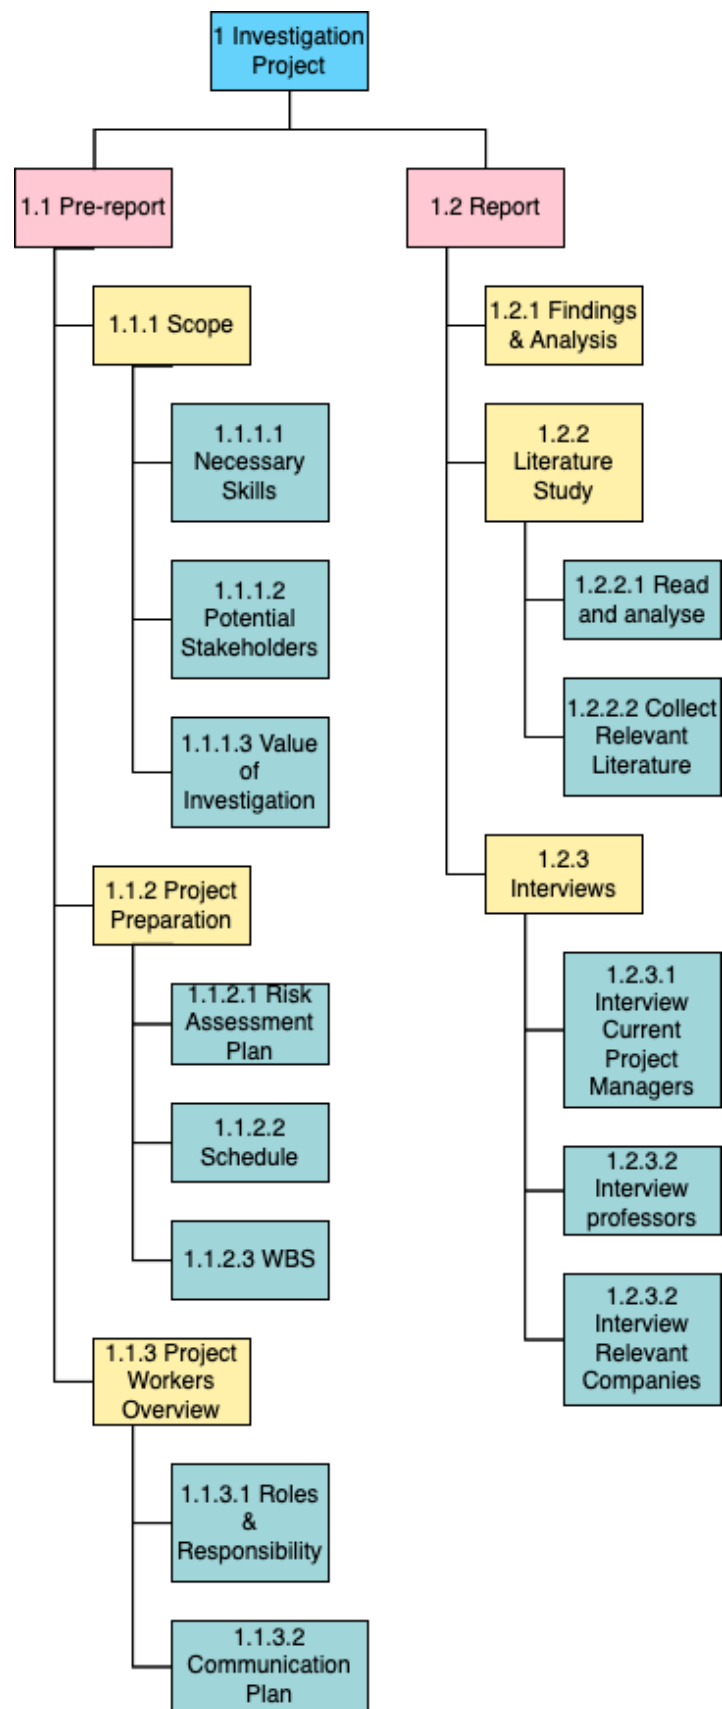 1 Investigation
Project
1.1 Pre-report
1.1.1 Scope
1.1.1.1
Necessary
Skills
1.1.1.2
Potential
Stakeholders
1.1.1.3 Value
of
Investigation
1.1.2 Project
Preparation
1.1.2.1 Risk
Assessment
Plan
1.1.2.2
Schedule
1.1.2.3 WBS
1.1.3 Project
Workers
Overview
1.1.3.1 Roles
&
Responsibility
1.1.3.2
Communication
Plan
1.2 Report
1.2.1 Findings
& Analysis
1.2.2
Literature
Study
1.2.2.1 Read
and analyse
1.2.2.2 Collect
Relevant
Literature
1.2.3
Interviews
1.2.3.1
Interview
Current
Project
Managers
1.2.3.2
Interview
professors
1.2.3.2
Interview
Relevant
Companies